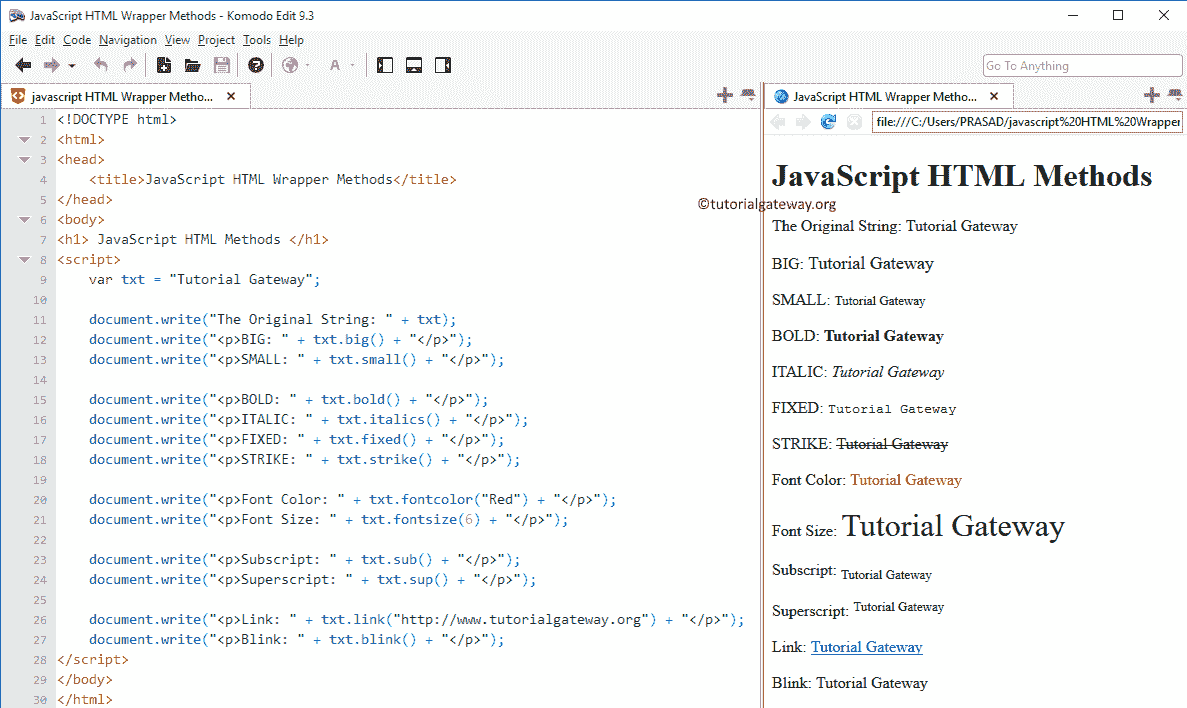 JavaScript HTML Wrapper Methods - Komodo Edit 9.3
File Edit Code Navigation View Project Tools Help
Go To Anything
javascript HTML Wrapper Metho...
1 <!DOCTYPE html>
2 <html>
3 <head>
4 <title>JavaScript HTML Wrapper Methods</title>
5 </head>
6 <body>
7 <h1> JavaScript HTML Methods </h1>
8 <script>
9 var txt = "Tutorial Gateway";
10
11 document.write("The Original String: " + txt);
12 document.write("<p>BIG: " + txt.big() + "</p>");
13 document.write("<p>SMALL: " + txt.small() + "</p>");
14
15 document.write("<p>BOLD: " + txt.bold() + "</p>");
16 document.write("<p>ITALIC: " + txt.italics() + "</p>");
17 document.write("<p>FIXED: " + txt.fixed() + "</p>");
18 document.write("<p>STRIKE: " + txt.strike() + "</p>");
19
20 document.write("<p>Font Color: " + txt.fontcolor("Red") + "</p>");
21 document.write("<p>Font Size: " + txt.fontsize(6) + "</p>");
22
23 document.write("<p>Subscript: " + txt.sub() + "</p>");
24 document.write("<p>Superscript: " + txt.sup() + "</p>");
25
26 document.write("<p>Link: " + txt.link("http://www.tutorialgateway.org") + "</p>");
27 document.write("<p>Blink: " + txt.blink() + "</p>");
28 </script>
29 </body>
30 </html>
JavaScript HTML Wrapper Metho...
file:///C:/Users/PRASAD/javascript%20HTML%20Wrapper
JavaScript HTML Methods
©tutorialgateway.org
The Original String: Tutorial Gateway
BIG: Tutorial Gateway
SMALL: Tutorial Gateway
BOLD: Tutorial Gateway
ITALIC: Tutorial Gateway
FIXED: Tutorial Gateway
STRIKE: Tutorial Gateway
Font Color: Tutorial Gateway
Font Size: Tutorial Gateway
Subscript: Tutorial Gateway
Superscript: Tutorial Gateway
Link: Tutorial Gateway
Blink: Tutorial Gateway